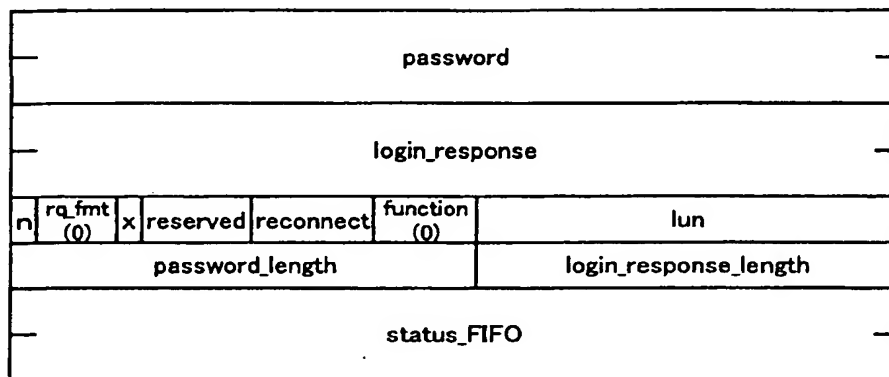 password
login_response
n rq_fmt (0) x reserved reconnect function (0) lun
password_length login_response_length
status_FIFO